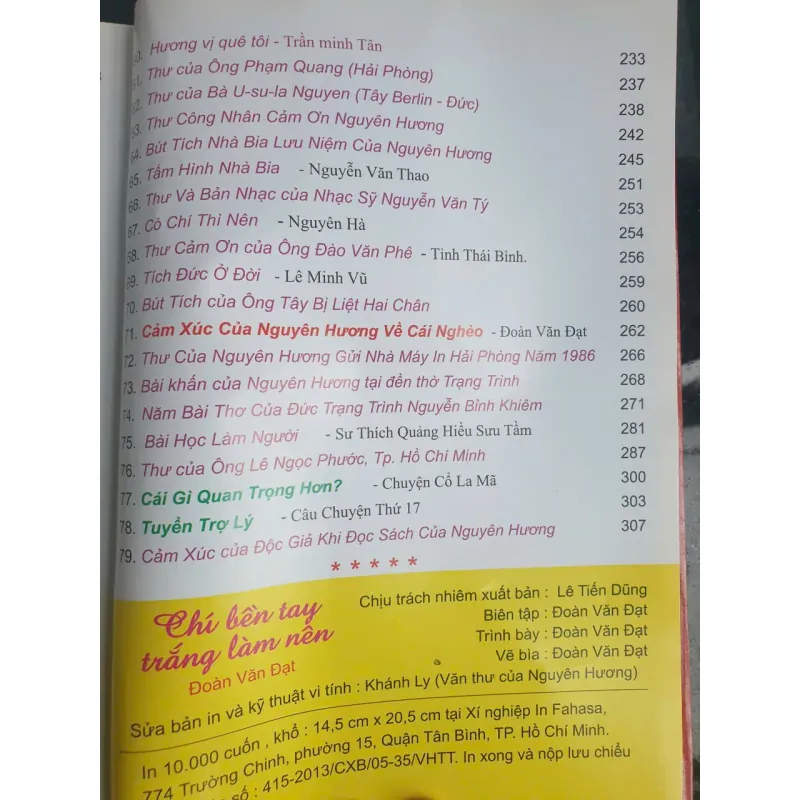 60. Hương vị quê tôi - Trần minh Tân 233
61. Thư của Ông Phạm Quang (Hải Phòng) 237
62. Thư của Bà U-su-la Nguyen (Tây Berlin - Đức) 238
63. Thư Công Nhân Cảm Ơn Nguyên Hương 242
64. Bút Tích Nhà Bia Lưu Niệm Của Nguyên Hương 245
65. Tấm Hình Nhà Bia - Nguyễn Văn Thao 251
66. Thư Và Bản Nhạc của Nhạc Sỹ Nguyễn Văn Tý 253
67. Có Chí Thì Nên - Nguyên Hà 254
68. Thư Cảm Ơn của Ông Đào Văn Phê - Tỉnh Thái Bình. 256
69. Tích Đức Ở Đời - Lê Minh Vũ 259
70. Bút Tích của Ông Tây Bị Liệt Hai Chân 260
71. Cảm Xúc Của Nguyên Hương Về Cái Nghèo - Đoàn Văn Đạt 262
72. Thư Của Nguyên Hương Gửi Nhà Máy In Hải Phòng Năm 1986 266
73. Bài khấn của Nguyên Hương tại đền thờ Trạng Trình 268
74. Năm Bài Thơ Của Đức Trạng Trình Nguyễn Bỉnh Khiêm 271
75. Bài Học Làm Người - Sư Thích Quảng Hiếu Sưu Tầm 281
76. Thư của Ông Lê Ngọc Phước, Tp. Hồ Chí Minh 287
77. Cái Gì Quan Trọng Hơn? - Chuyện Cổ La Mã 300
78. Tuyển Trợ Lý - Câu Chuyện Thứ 17 303
79. Cảm Xúc của Độc Giả Khi Đọc Sách Của Nguyên Hương 307
* * * * *
Chí bền tay
trắng làm nên
Đoàn Văn Đạt
Chịu trách nhiệm xuất bản : Lê Tiến Dũng
Biên tập : Đoàn Văn Đạt
Trình bày : Đoàn Văn Đạt
Vẽ bìa : Đoàn Văn Đạt
Sửa bản in và kỹ thuật vi tính : Khánh Ly (Văn thư của Nguyên Hương)
In 10.000 cuốn , khổ : 14,5 cm x 20,5 cm tại Xí nghiệp In Fahasa,
774 Trường Chinh, phường 15, Quận Tân Bình, TP. Hồ Chí Minh.
số : 415-2013/CXB/05-35/VHTT. In xong và nộp lưu chiểu